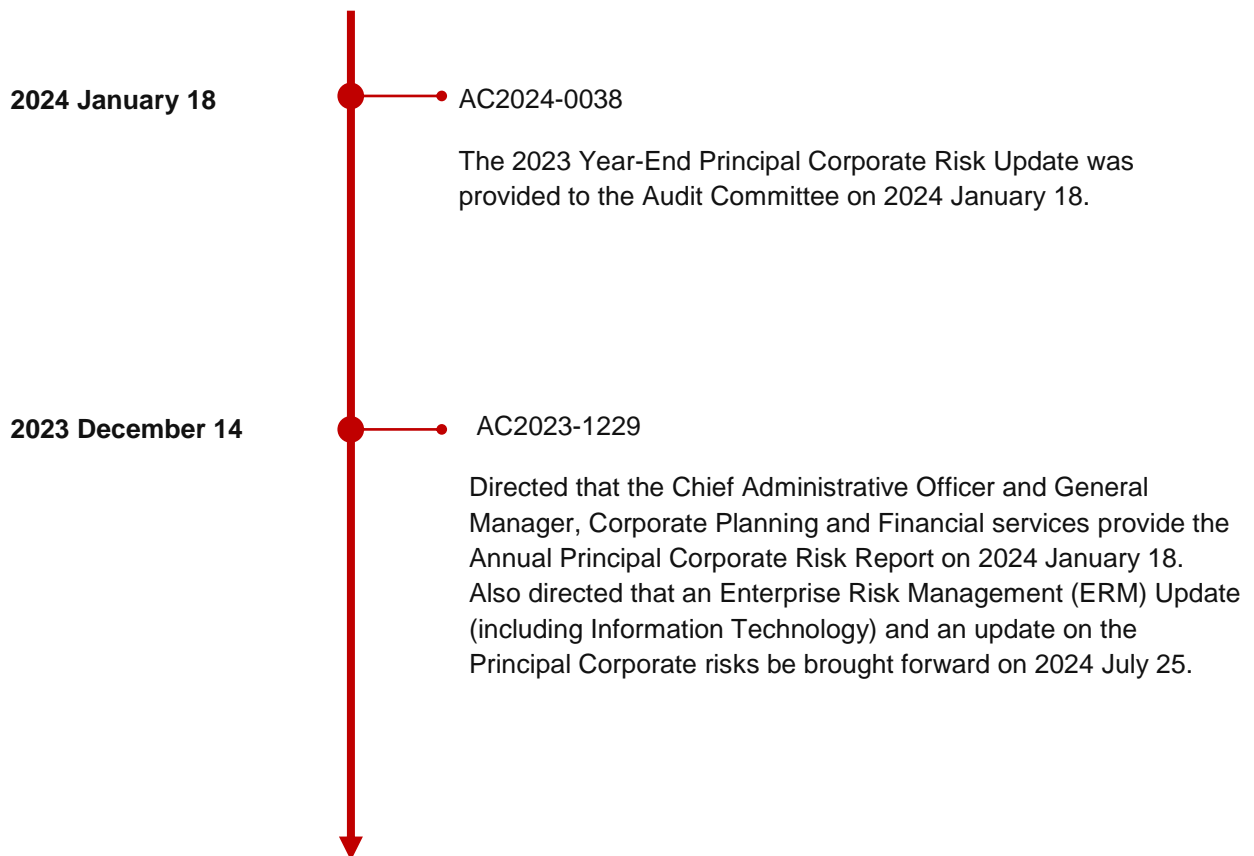 2024 January 18
AC2024-0038
The 2023 Year-End Principal Corporate Risk Update was
provided to the Audit Committee on 2024 January 18.
2023 December 14
AC2023-1229
Directed that the Chief Administrative Officer and General
Manager, Corporate Planning and Financial services provide the
Annual Principal Corporate Risk Report on 2024 January 18.
Also directed that an Enterprise Risk Management (ERM) Update
(including Information Technology) and an update on the
Principal Corporate risks be brought forward on 2024 July 25.